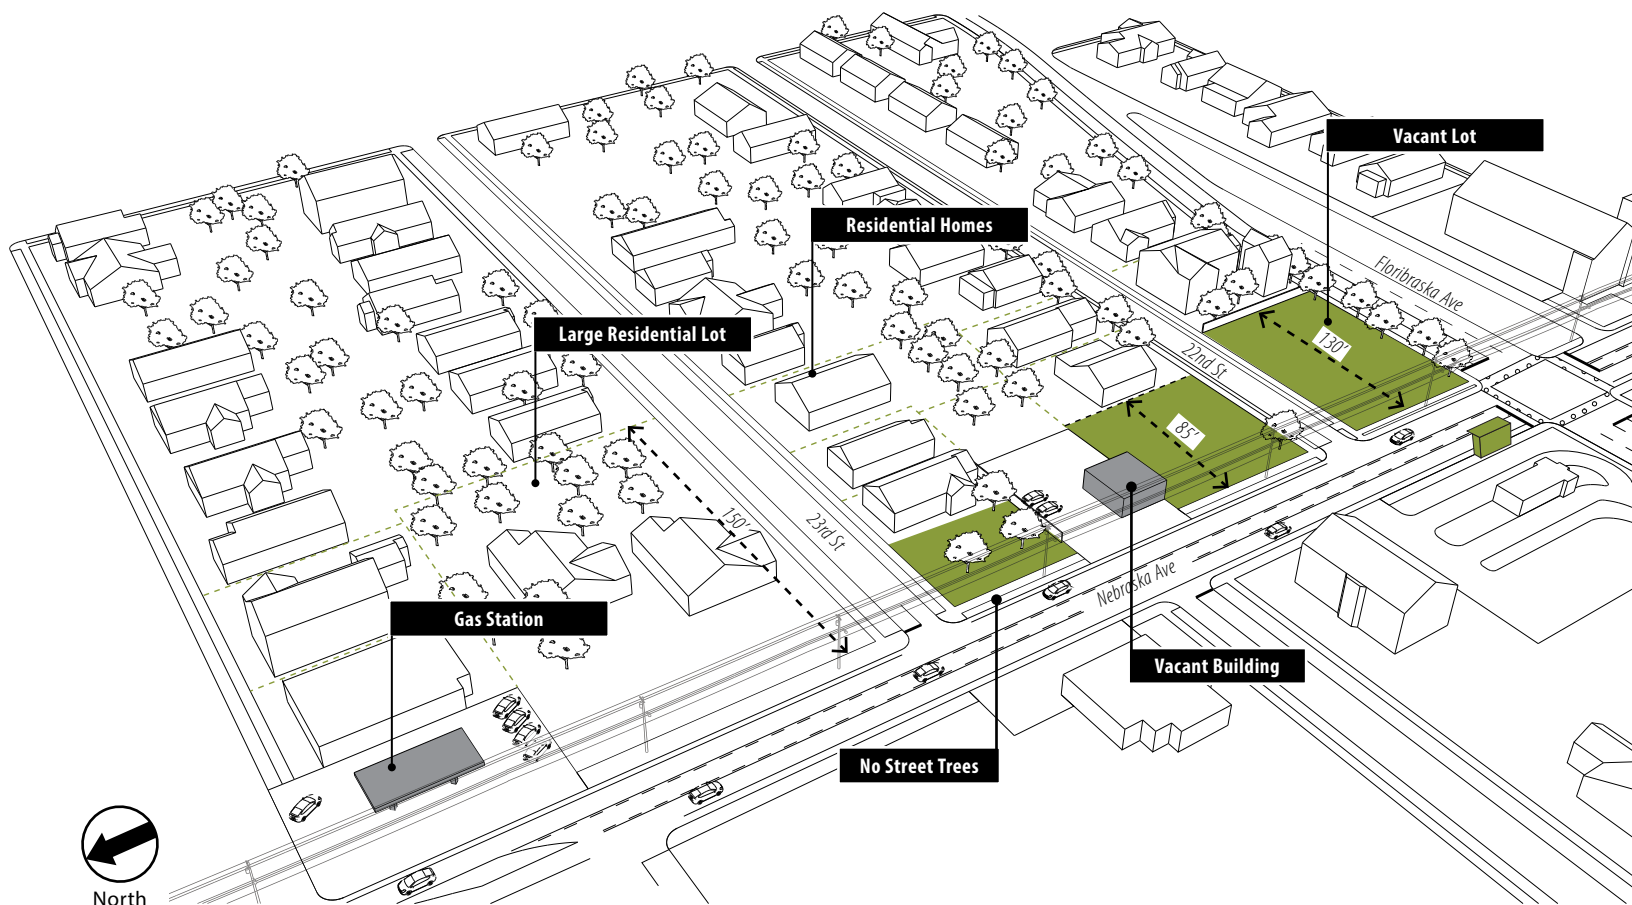 Vacant Lot
Residential Homes
Floribraska Ave
Large Residential Lot
130'
22nd St
85'
150'
23rd St
Nebraska Ave
Gas Station
Vacant Building
No Street Trees
North